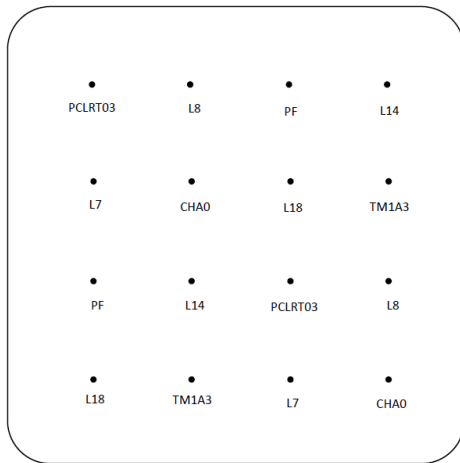 PCLRT03 L8 PF L14
L7 CHA0 L18 TM1A3
PF L14 PCLRT03 L8
L18 TM1A3 L7 CHA0